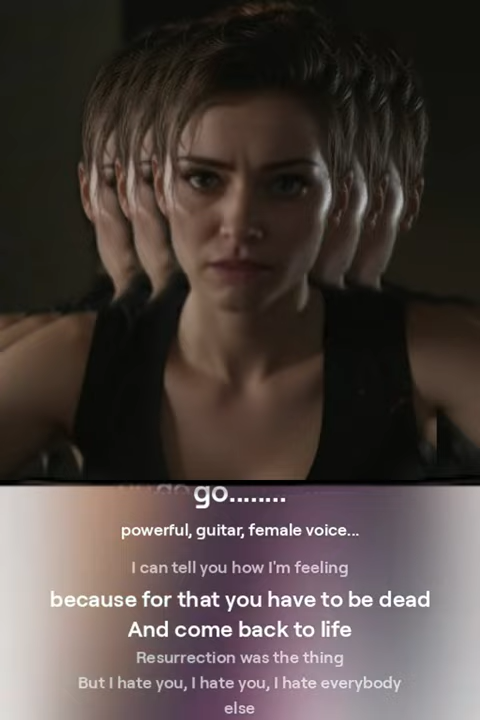 go........
powerful, guitar, female voice...
I can tell you how I'm feeling
because for that you have to be dead
And come back to life
Resurrection was the thing
But I hate you, I hate you, I hate everybody
else